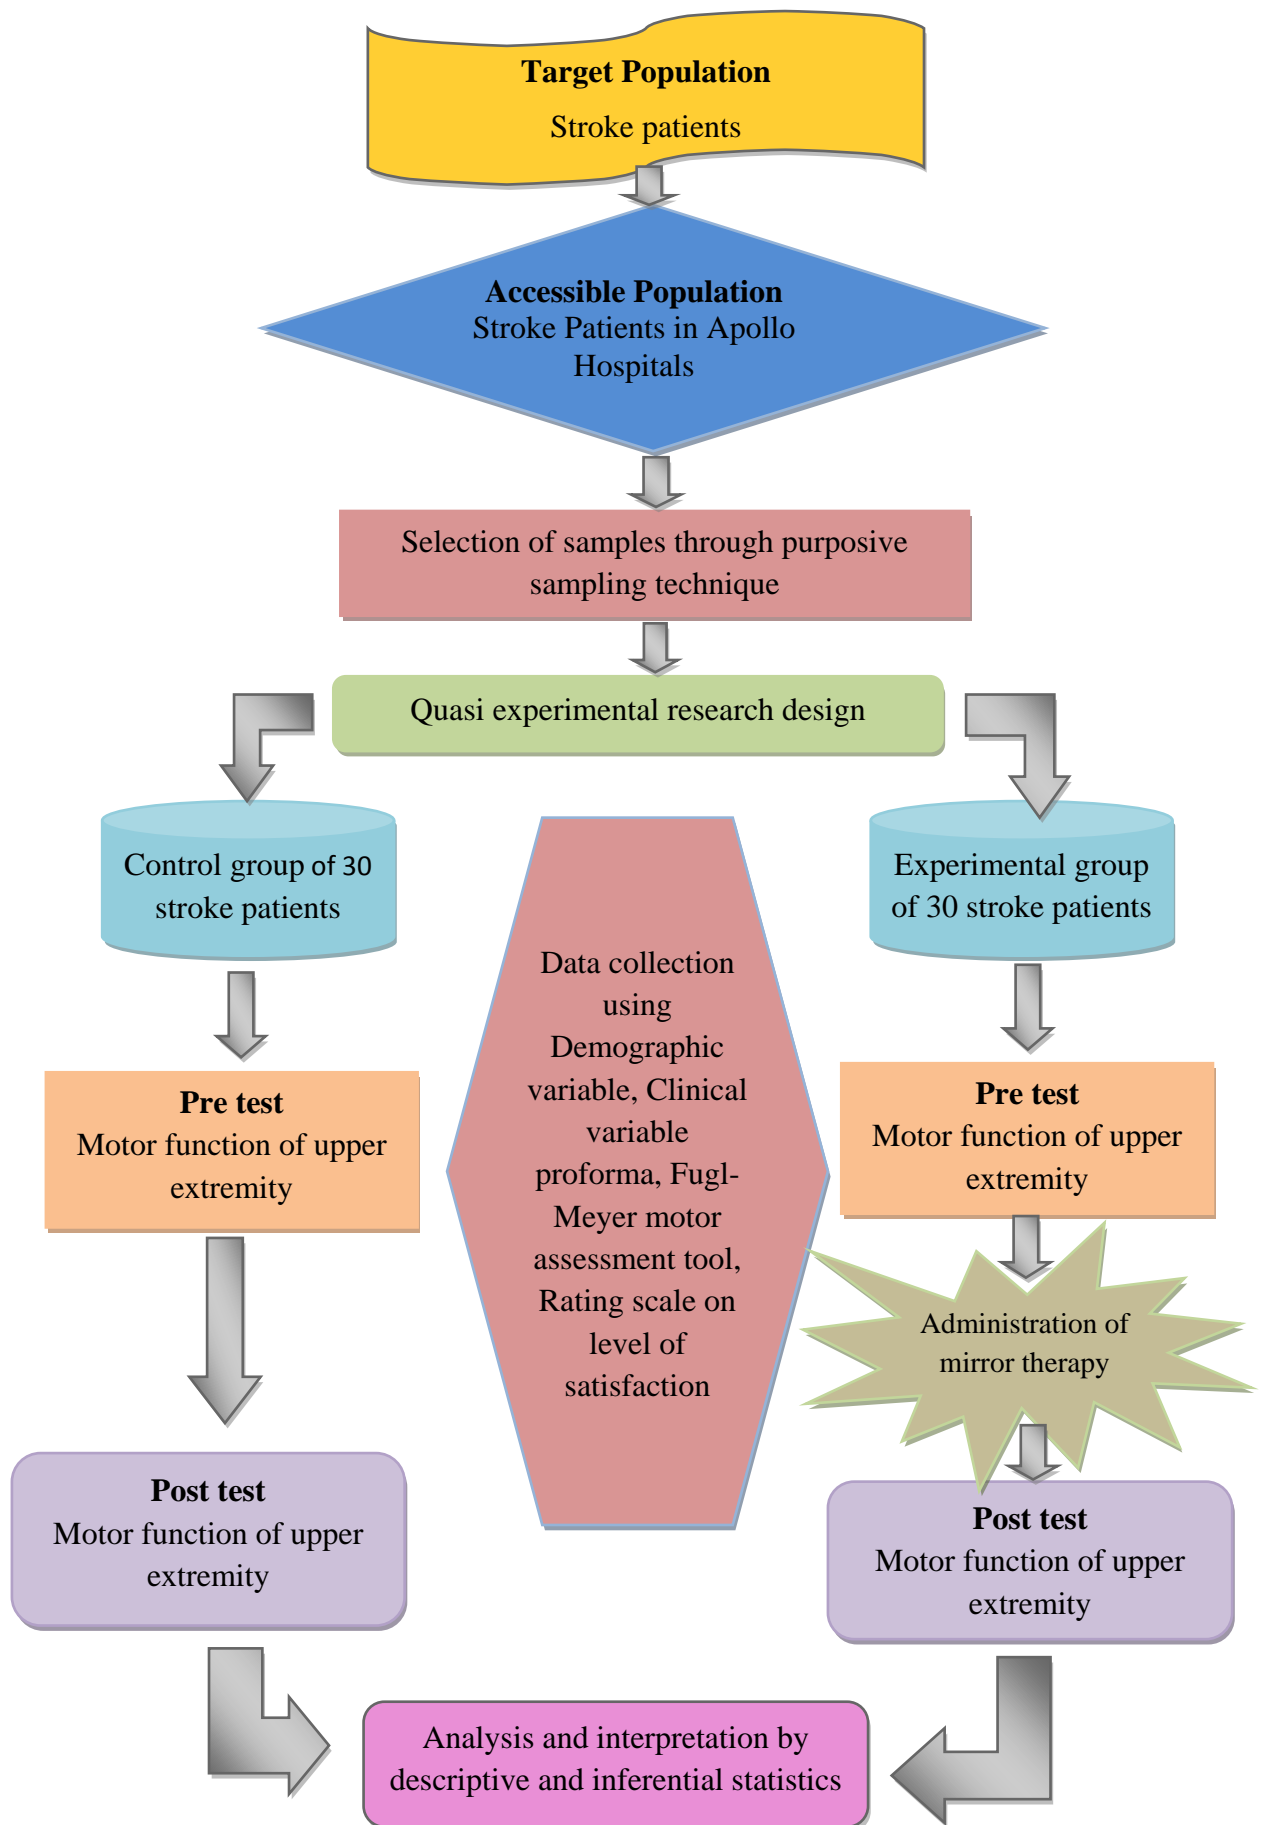 Target Population
Stroke patients
Accessible Population
Stroke Patients in Apollo
Hospitals
Selection of samples through purposive
sampling technique
Quasi experimental research design
Control group of 30
stroke patients
Experimental group
of 30 stroke patients
Data collection
using
Demographic
variable, Clinical
variable
proforma, Fugl-
Meyer motor
assessment tool,
Rating scale on
level of
satisfaction
Pre test
Motor function of upper
extremity
Pre test
Motor function of upper
extremity
Administration of
mirror therapy
Post test
Motor function of upper
extremity
Post test
Motor function of upper
extremity
Analysis and interpretation by
descriptive and inferential statistics